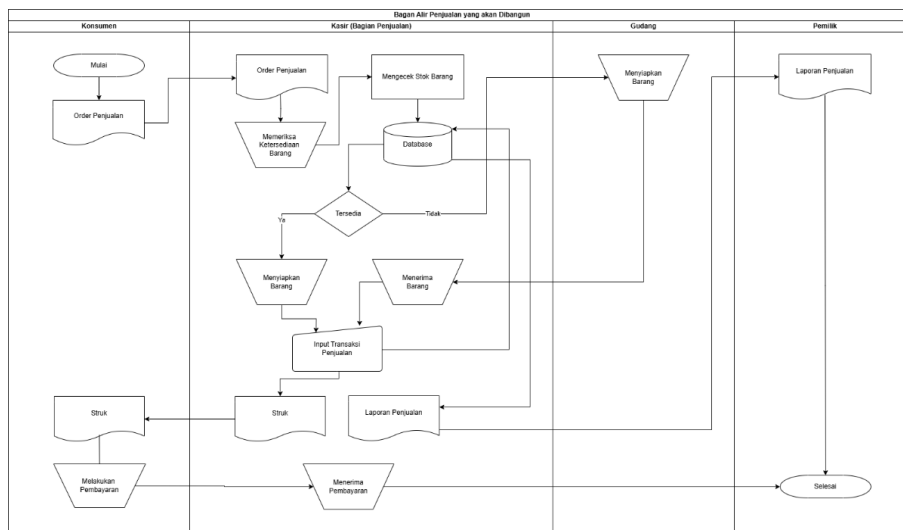 Bagan Alir Penjualan yang akan Dibangun
Konsumen
Kasir (Bagian Penjualan)
Gudang
Pemilik
Mulai
Order Penjualan
Order Penjualan
Memeriksa
Ketersediaan
Barang
Mengecek Stok Barang
Database
Tersedia
Ya
Tidak
Menyiapkan
Barang
Laporan Penjualan
Menyiapkan
Barang
Menerima
Barang
Input Transaksi
Penjualan
Struk
Struk
Laporan Penjualan
Melakukan
Pembayaran
Menerima
Pembayaran
Selesai